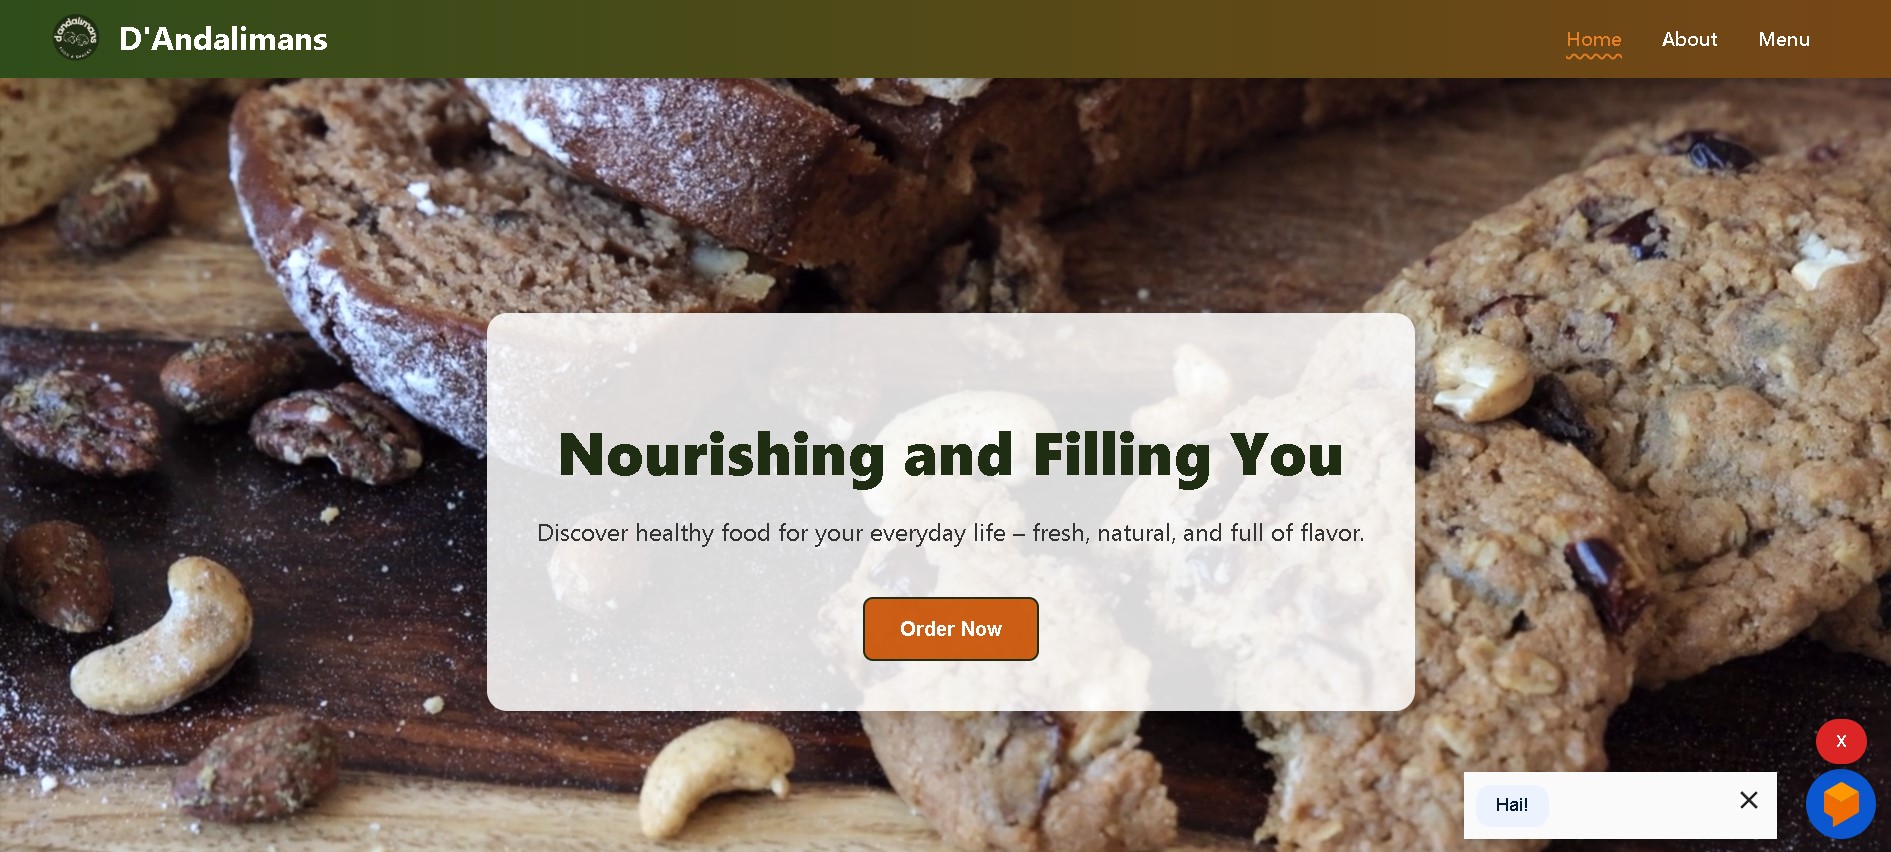 dandalimans
D'Andalimans
Home
About
Menu
Nourishing and Filling You
Discover healthy food for your everyday life – fresh, natural, and full of flavor.
Order Now
X
Hai!